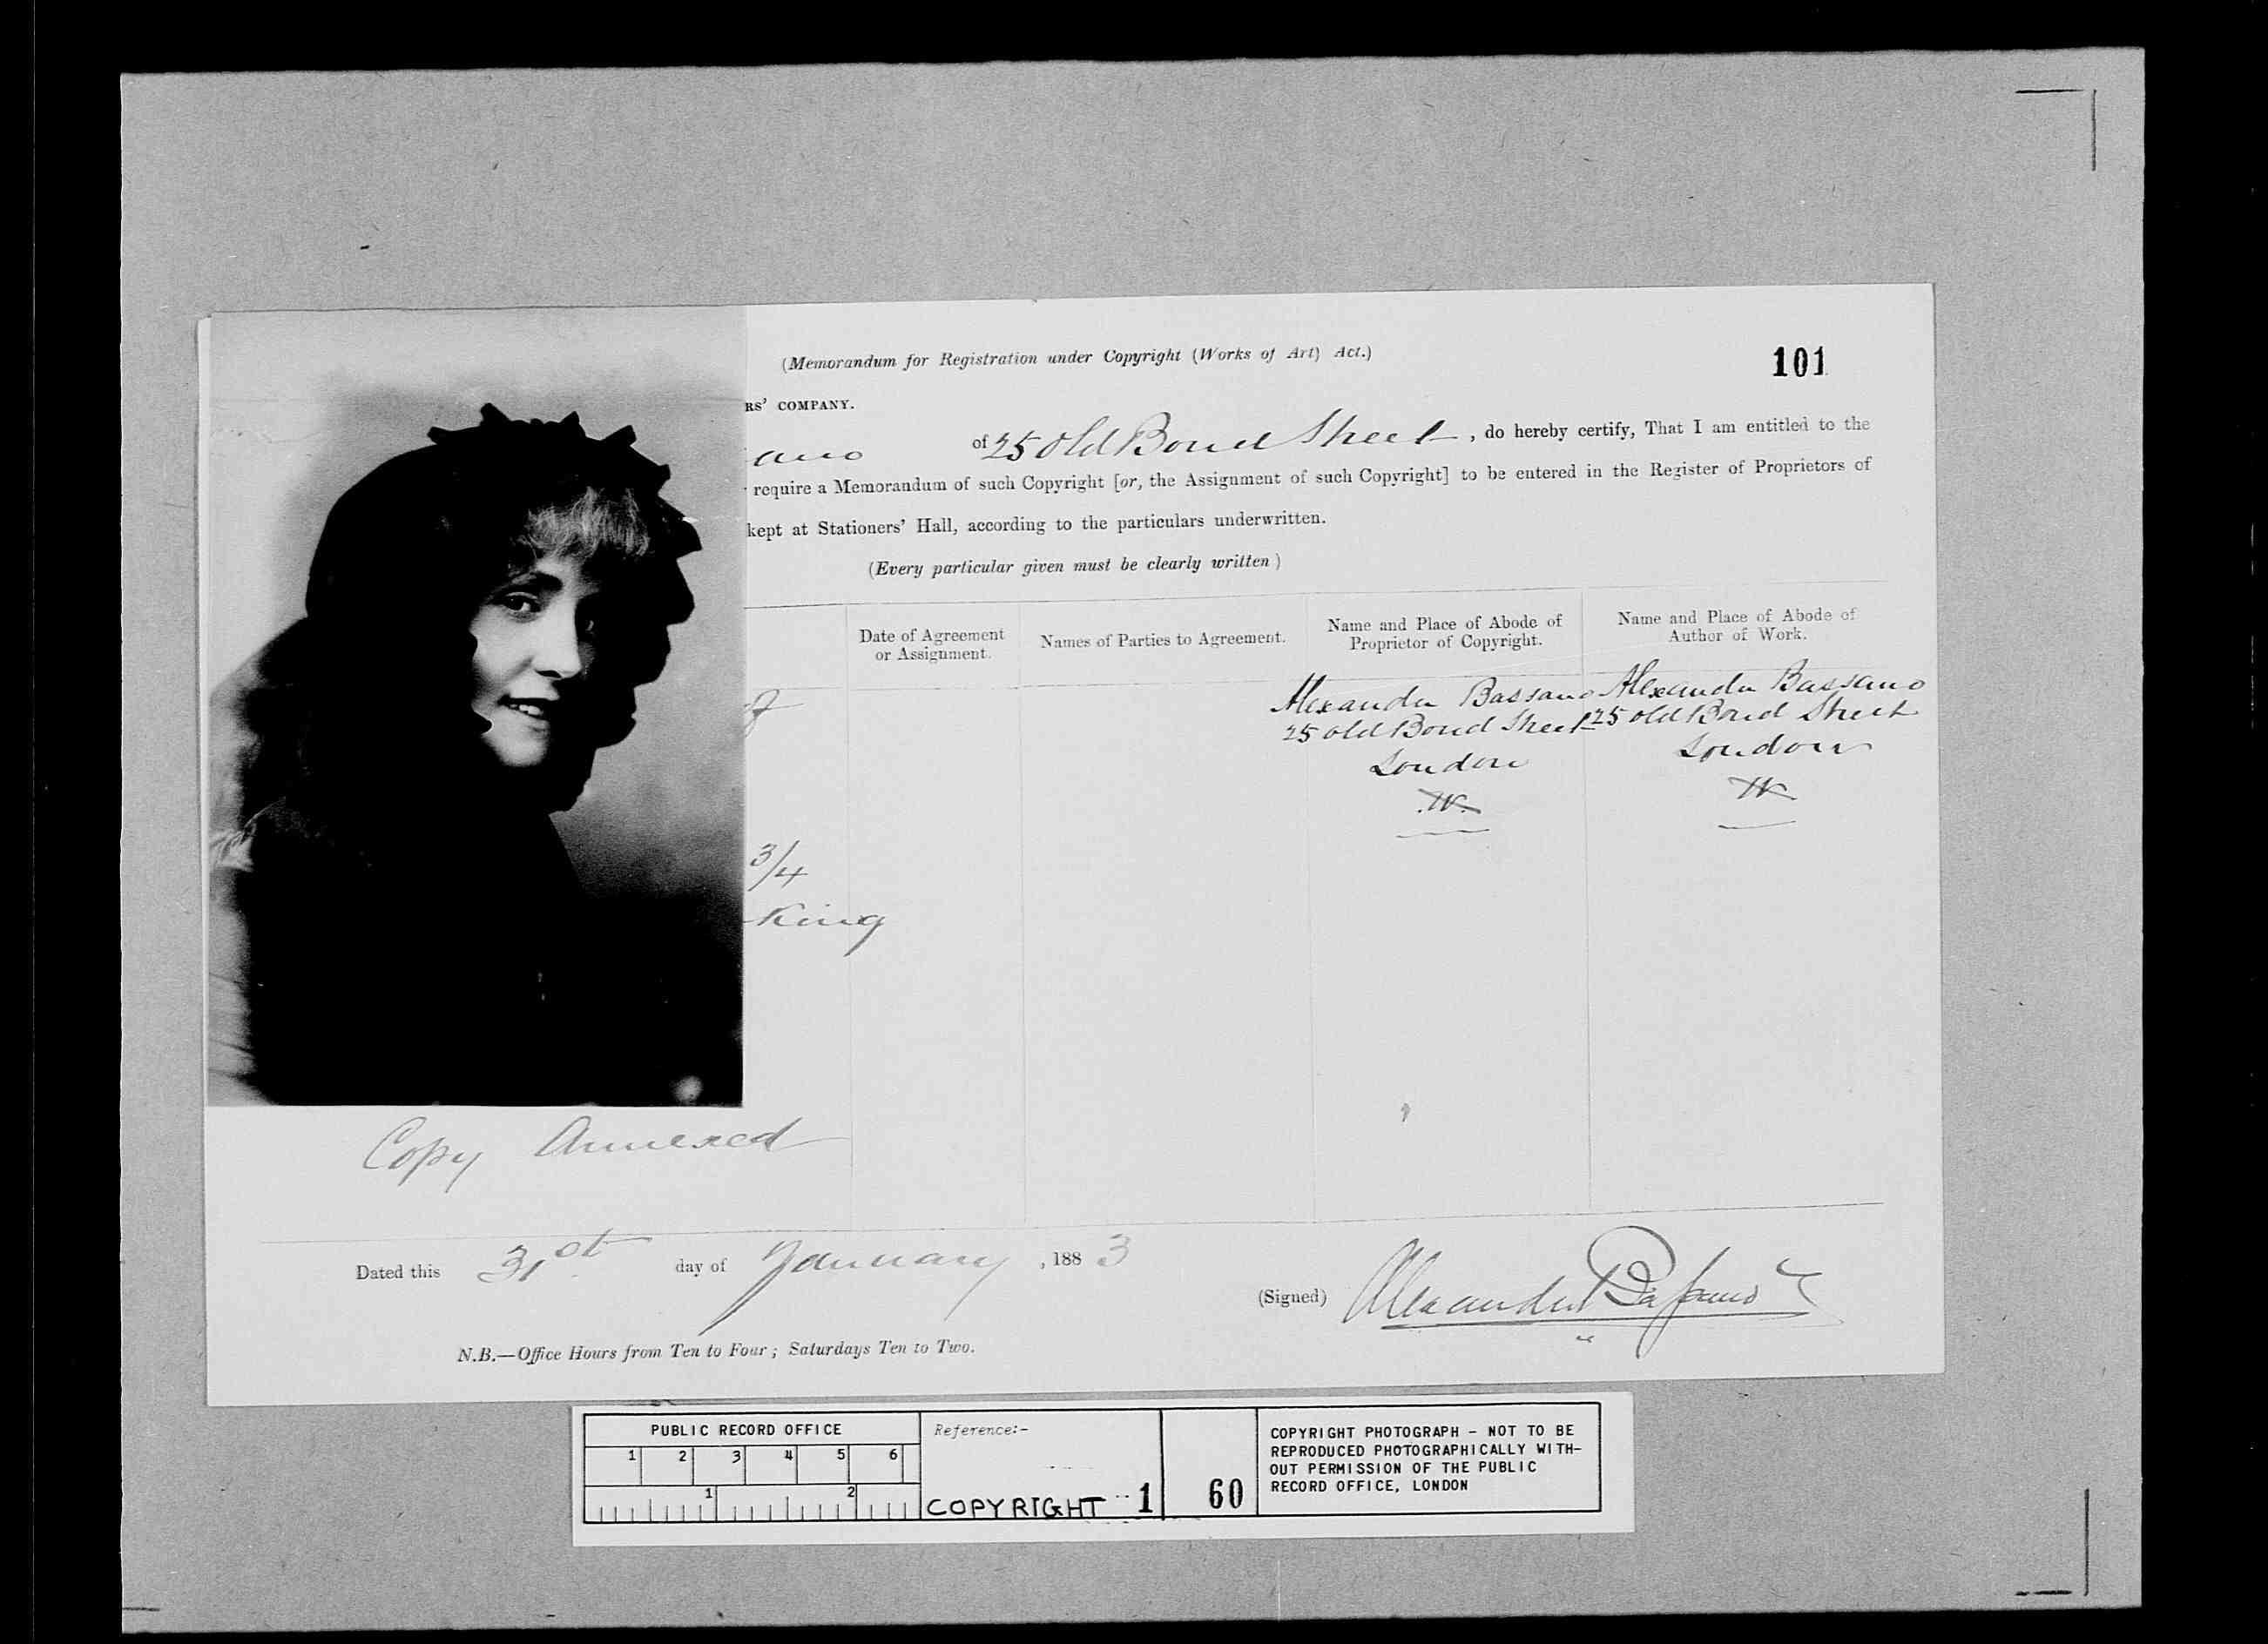 (Memorandum for Registration under Copyright (Works of Art) Act.)
101
RS' COMPANY.
ano of 25 Old Bond Street, do hereby certify, That I am entitled to the
require a Memorandum of such Copyright [or, the Assignment of such Copyright] to be entered in the Register of Proprietors of
kept at Stationers' Hall, according to the particulars underwritten.
(Every particular given must be clearly written)
Date of Agreement
or Assignment.
Names of Parties to Agreement.
Name and Place of Abode of
Proprietor of Copyright.
Name and Place of Abode of
Author of Work.
Alexander Bassano
25 Old Bond Street
London
W.
Alexander Bassano
25 Old Bond Street
London
W
3/4
King
Copy Annexed
Dated this 31st day of January, 1883
(Signed) Alexander Bassano
N.B.—Office Hours from Ten to Four; Saturdays Ten to Two.
PUBLIC RECORD OFFICE
1 2 3 4 5 6
1 2
Reference:-
COPYRIGHT 1
60
COPYRIGHT PHOTOGRAPH - NOT TO BE
REPRODUCED PHOTOGRAPHICALLY WITH-
OUT PERMISSION OF THE PUBLIC
RECORD OFFICE, LONDON